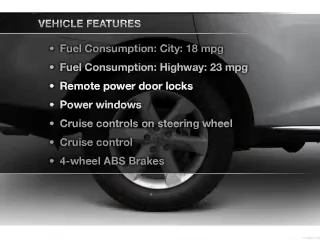 VEHICLE FEATURES
• Fuel Consumption: City: 18 mpg
• Fuel Consumption: Highway: 23 mpg
• Remote power door locks
• Power windows
• Cruise controls on steering wheel
• Cruise control
• 4-wheel ABS Brakes